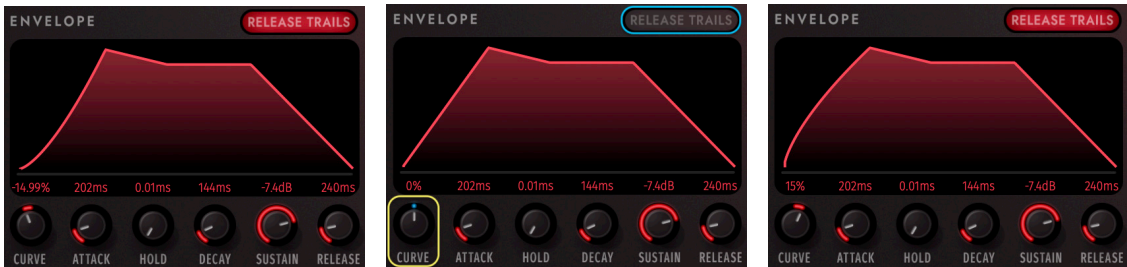 ENVELOPE RELEASE TRAILS
-14.99% 202ms 0.01ms 144ms -7.4dB 240ms
CURVE ATTACK HOLD DECAY SUSTAIN RELEASE
ENVELOPE RELEASE TRAILS
0% 202ms 0.01ms 144ms -7.4dB 240ms
CURVE ATTACK HOLD DECAY SUSTAIN RELEASE
ENVELOPE RELEASE TRAILS
15% 202ms 0.01ms 144ms -7.4dB 240ms
CURVE ATTACK HOLD DECAY SUSTAIN RELEASE